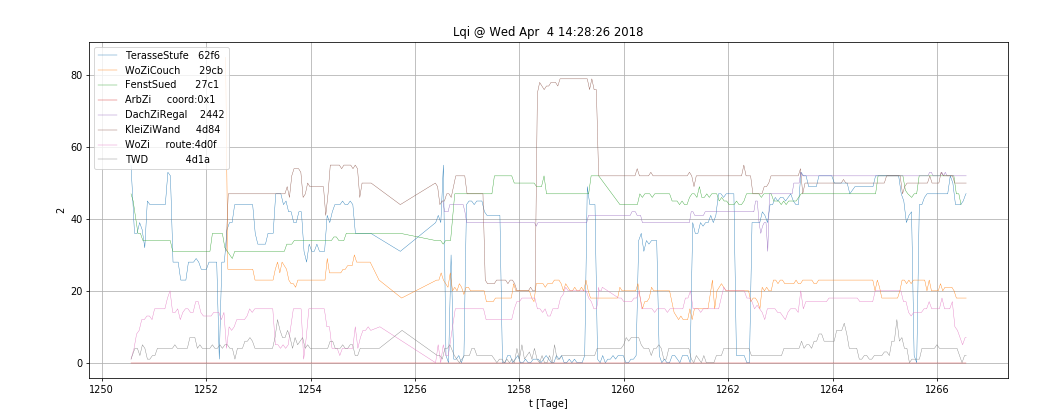 Lqi @ Wed Apr  4 14:28:26 2018
TerasseStufe   62f6
WoZiCouch      29cb
FenstSued      27c1
ArbZi     coord:0x1
DachZiRegal    2442
KleiZiWand     4d84
WoZi     route:4d0f
TWD            4d1a
80
60
40
20
0
2
1250 1252 1254 1256 1258 1260 1262 1264 1266
t [Tage]